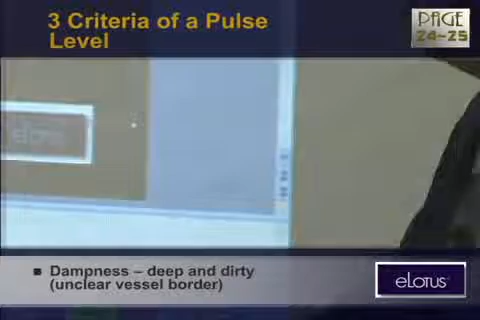 3 Criteria of a Pulse
Level
PAGE
24-25
Dampness – deep and dirty
(unclear vessel border)
eLotus